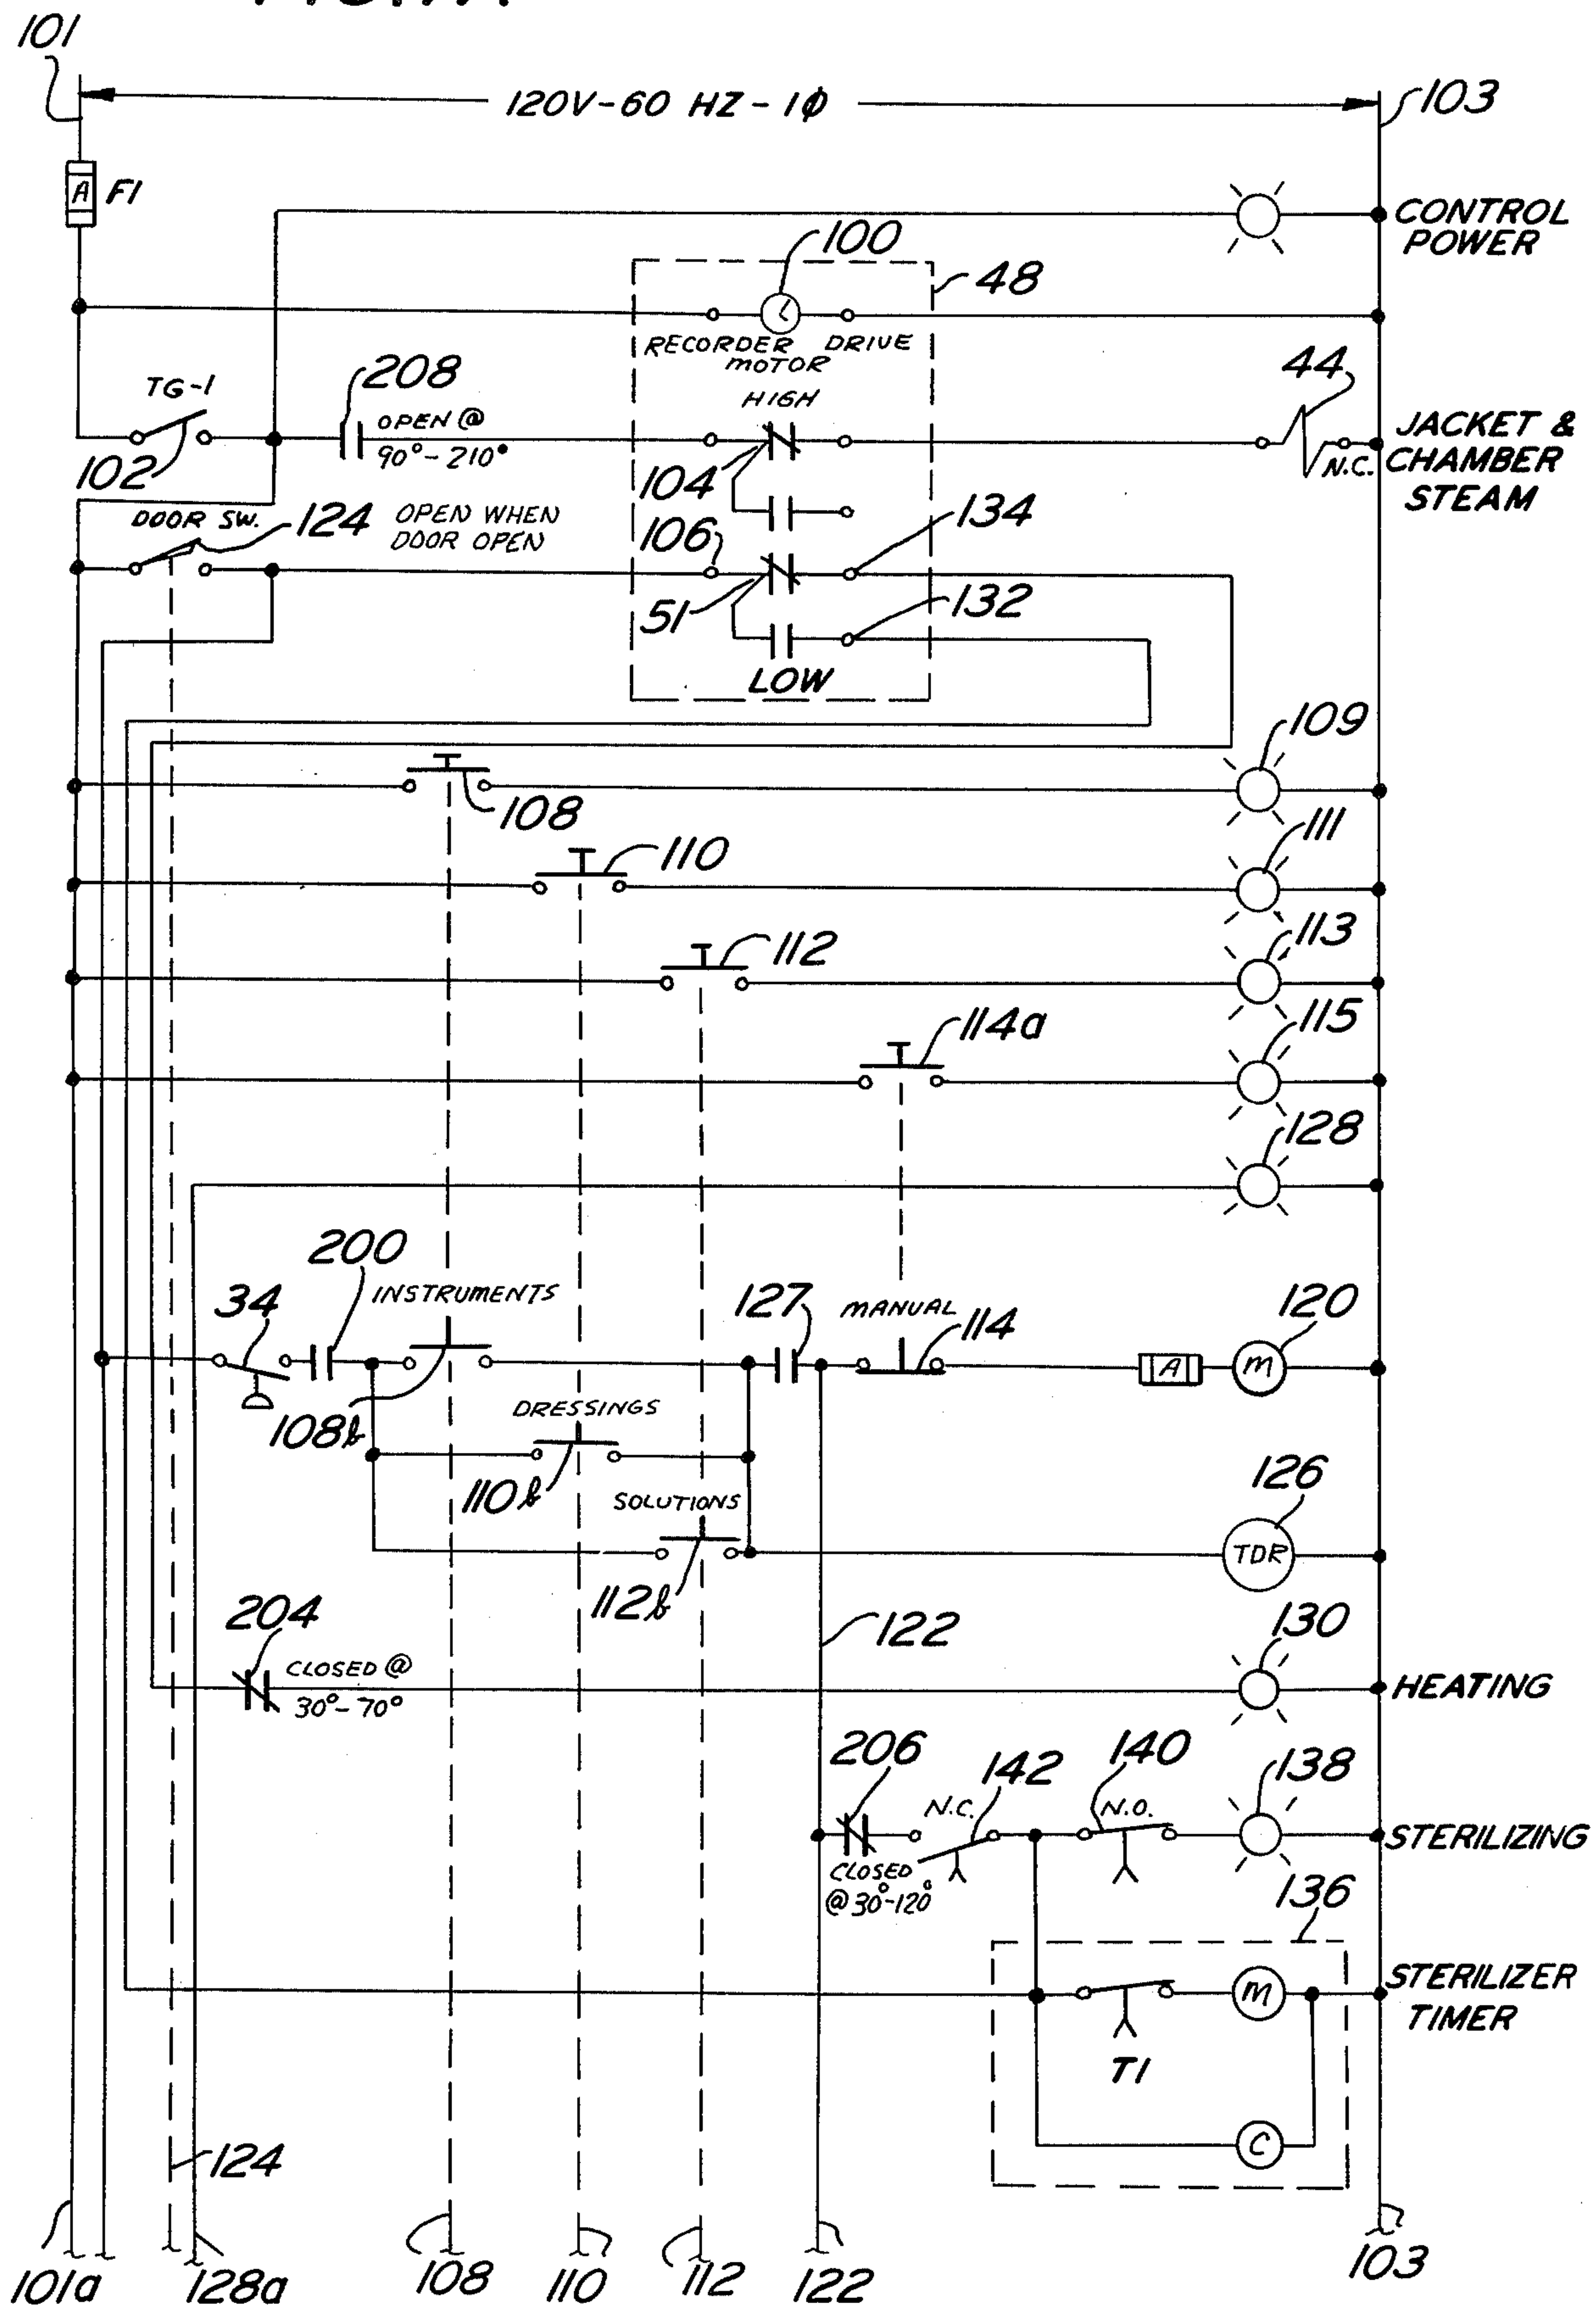 101
120V-60 HZ-1ϕ
103
A F1
CONTROL
POWER
100
48
RECORDER DRIVE
MOTOR
TG-1
208
OPEN @
90°-210°
HIGH
44
N.C.
JACKET &
CHAMBER
STEAM
102
104
DOOR SW.
124
OPEN WHEN
DOOR OPEN
106
134
51
132
LOW
109
108
110
111
112
113
114a
115
128
200
34
INSTRUMENTS
127
MANUAL
114
120
A
M
108b
DRESSINGS
110b
SOLUTIONS
126
TDR
112b
204
CLOSED @
30°-70°
122
130
HEATING
206
142
140
138
N.C.
N.O.
STERILIZING
CLOSED
@30°-120°
136
M
STERILIZER
TIMER
T1
C
124
101a
128a
108
110
112
122
103